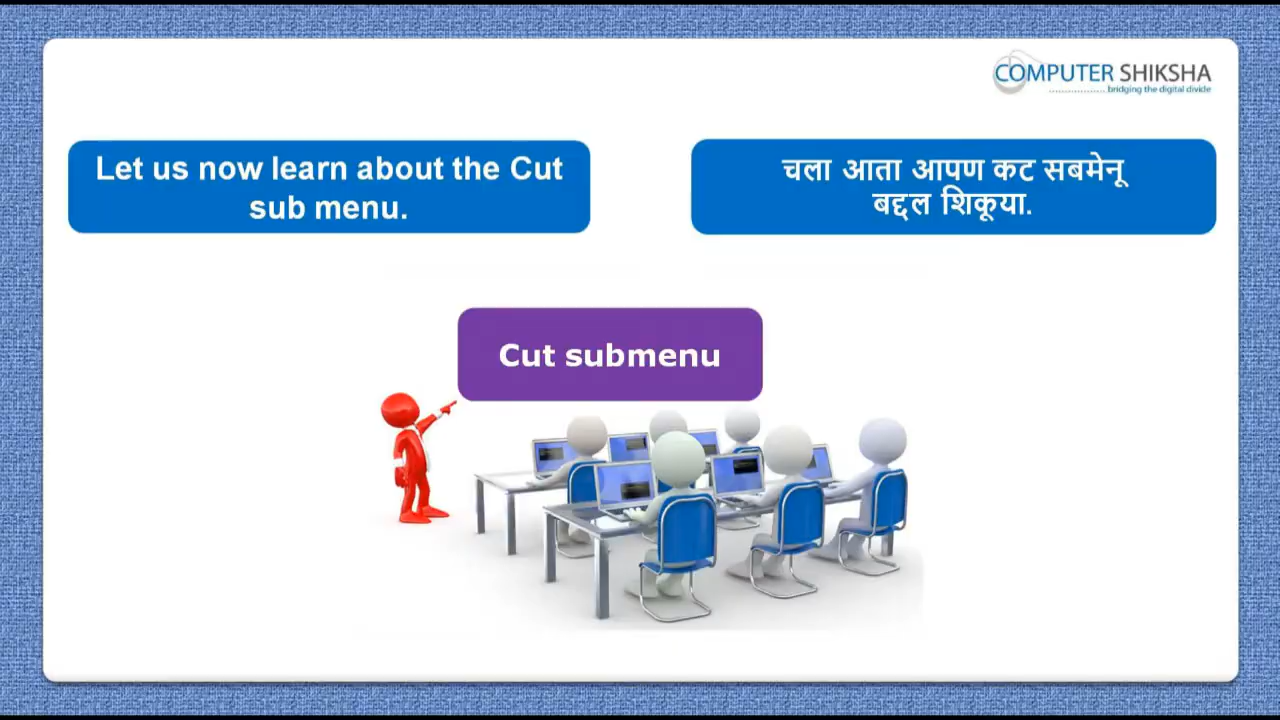 COMPUTER SHIKSHA
bridging the digital divide
Let us now learn about the Cut
sub menu.
चला आता आपण कट सबमेनू
बद्दल शिकूया.
Cut submenu